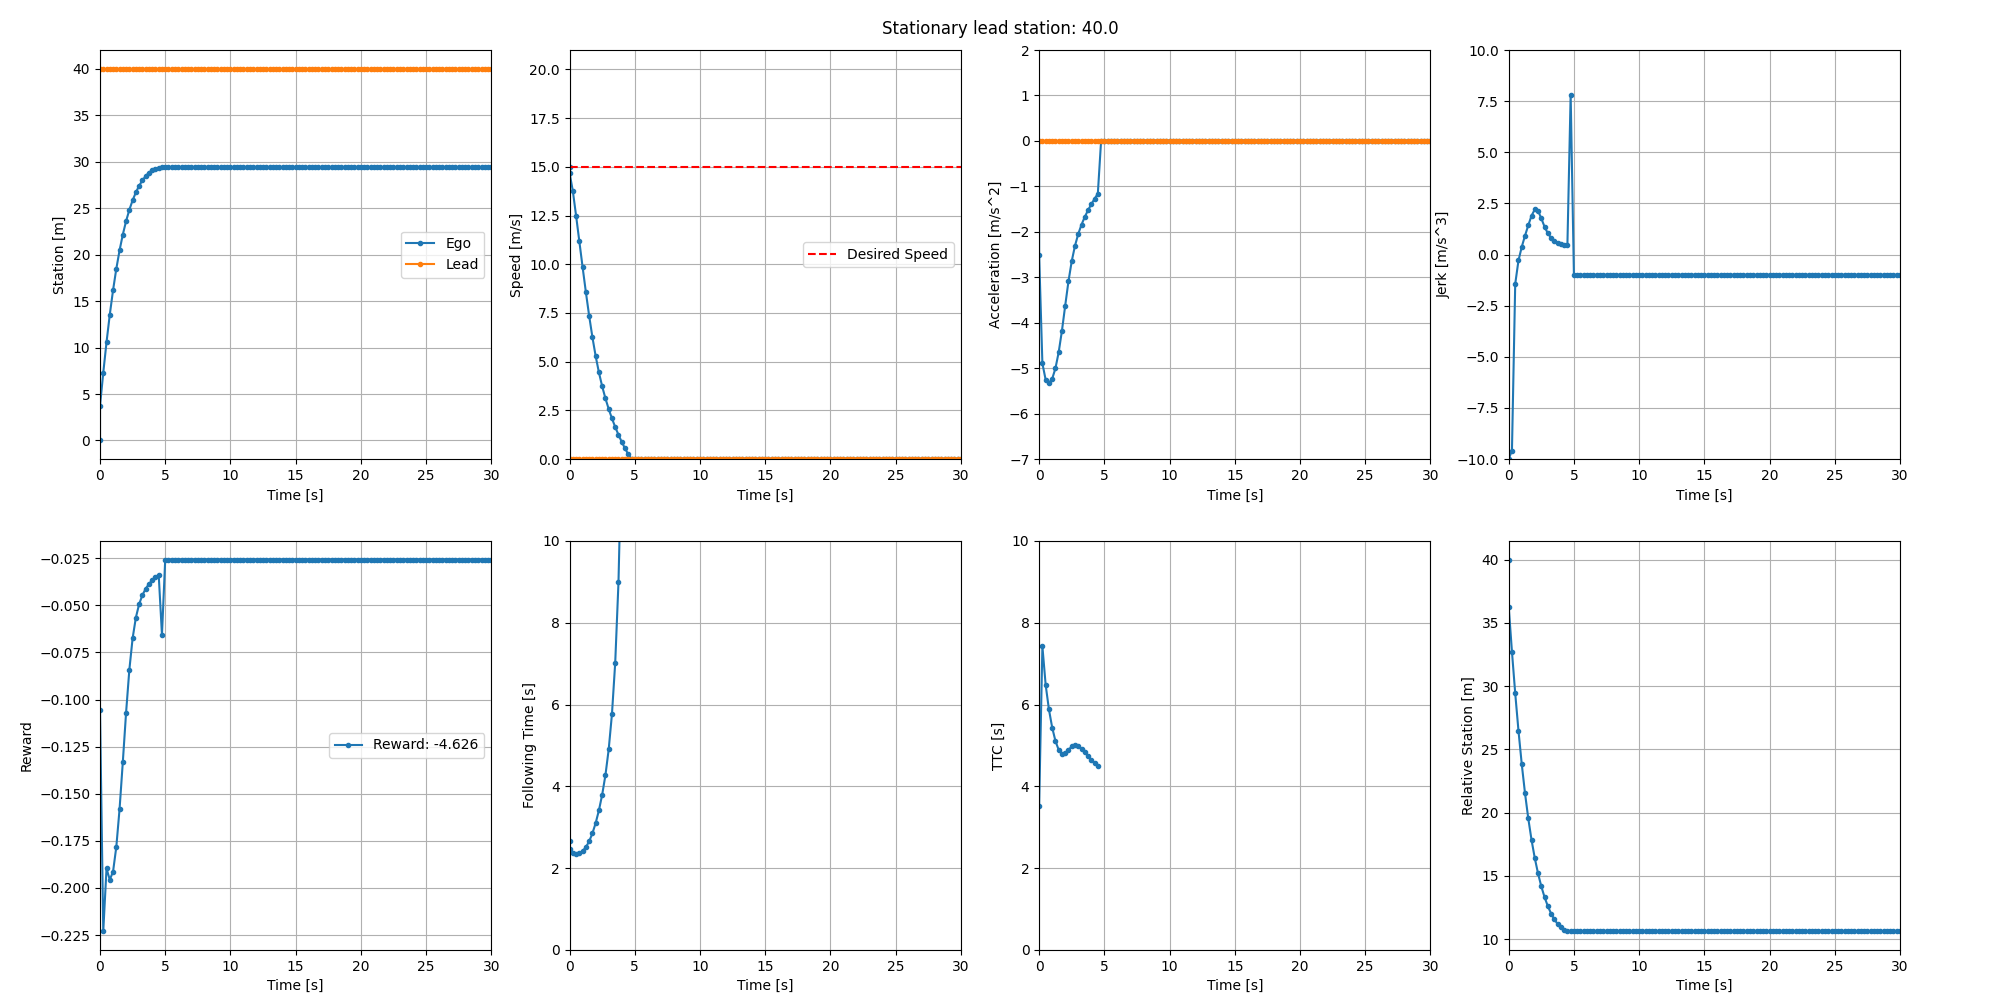 Stationary lead station: 40.0
Station [m]
40
35
30
25
20
15
10
5
0
Ego
Lead
0 5 10 15 20 25 30
Time [s]
Speed [m/s]
20.0
17.5
15.0
12.5
10.0
7.5
5.0
2.5
0.0
Desired Speed
0 5 10 15 20 25 30
Time [s]
Acceleration [m/s^2]
2
1
0
−1
−2
−3
−4
−5
−6
−7
0 5 10 15 20 25 30
Time [s]
Jerk [m/s^3]
10.0
7.5
5.0
2.5
0.0
−2.5
−5.0
−7.5
−10.0
0 5 10 15 20 25 30
Time [s]
Reward
−0.025
−0.050
−0.075
−0.100
−0.125
−0.150
−0.175
−0.200
−0.225
Reward: -4.626
0 5 10 15 20 25 30
Time [s]
Following Time [s]
10
8
6
4
2
0
0 5 10 15 20 25 30
Time [s]
TTC [s]
10
8
6
4
2
0
0 5 10 15 20 25 30
Time [s]
Relative Station [m]
40
35
30
25
20
15
10
0 5 10 15 20 25 30
Time [s]